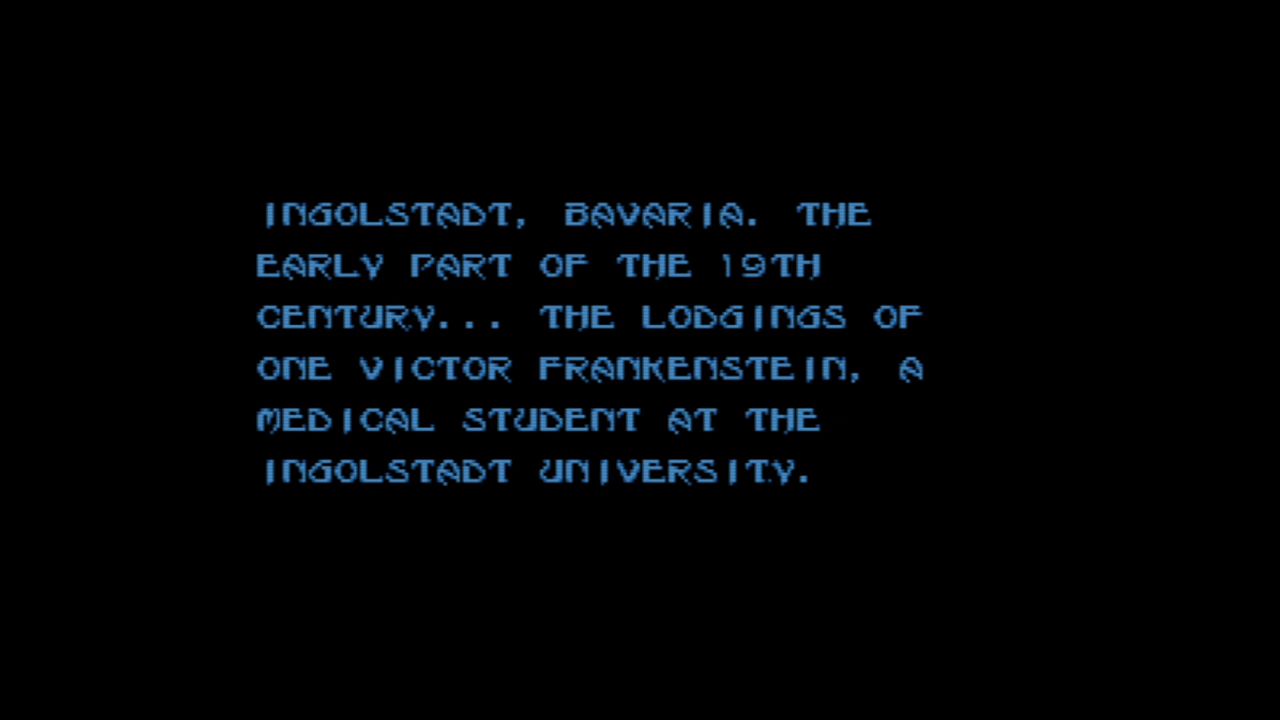 INGOLSTADT, BAVARIA. THE
EARLY PART OF THE 19TH
CENTURY... THE LODGINGS OF
ONE VICTOR FRANKENSTEIN, A
MEDICAL STUDENT AT THE
INGOLSTADT UNIVERSITY.